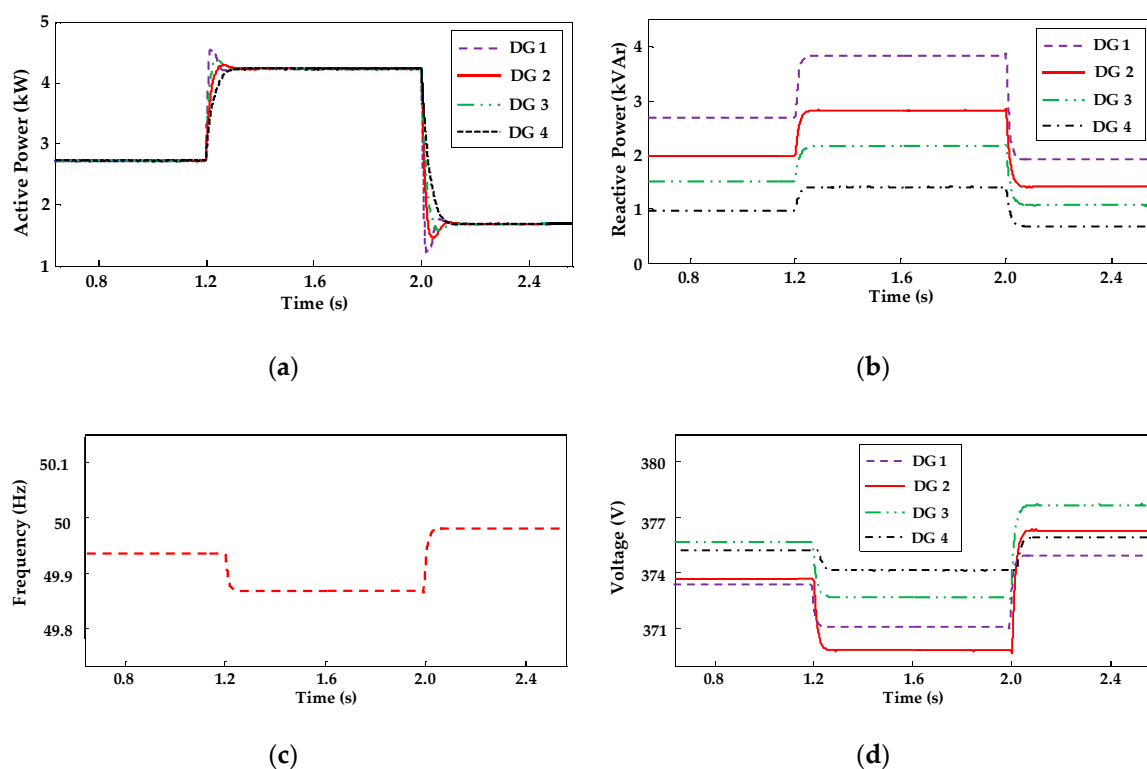 5
4
3
2
1
Active Power (kW)
0.8
1.2
1.6
2.0
2.4
Time (s)
DG 1
DG 2
DG 3
DG 4
(a)
4
3
2
1
0
Reactive Power (kVAr)
0.8
1.2
1.6
2.0
2.4
Time (s)
DG 1
DG 2
DG 3
DG 4
(b)
50.1
50
49.9
49.8
Frequency (Hz)
0.8
1.2
1.6
2.0
2.4
Time (s)
(c)
380
377
374
371
Voltage (V)
0.8
1.2
1.6
2.0
2.4
Time (s)
DG 1
DG 2
DG 3
DG 4
(d)